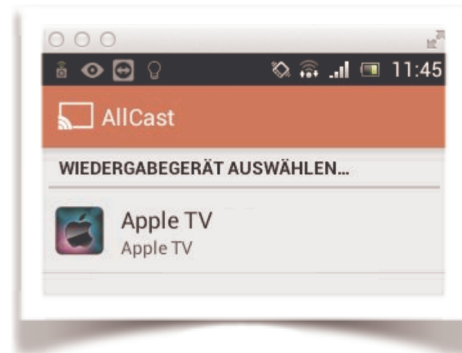 11:45
AllCast
WIEDERGABEGERÄT AUSWÄHLEN...
Apple TV
Apple TV